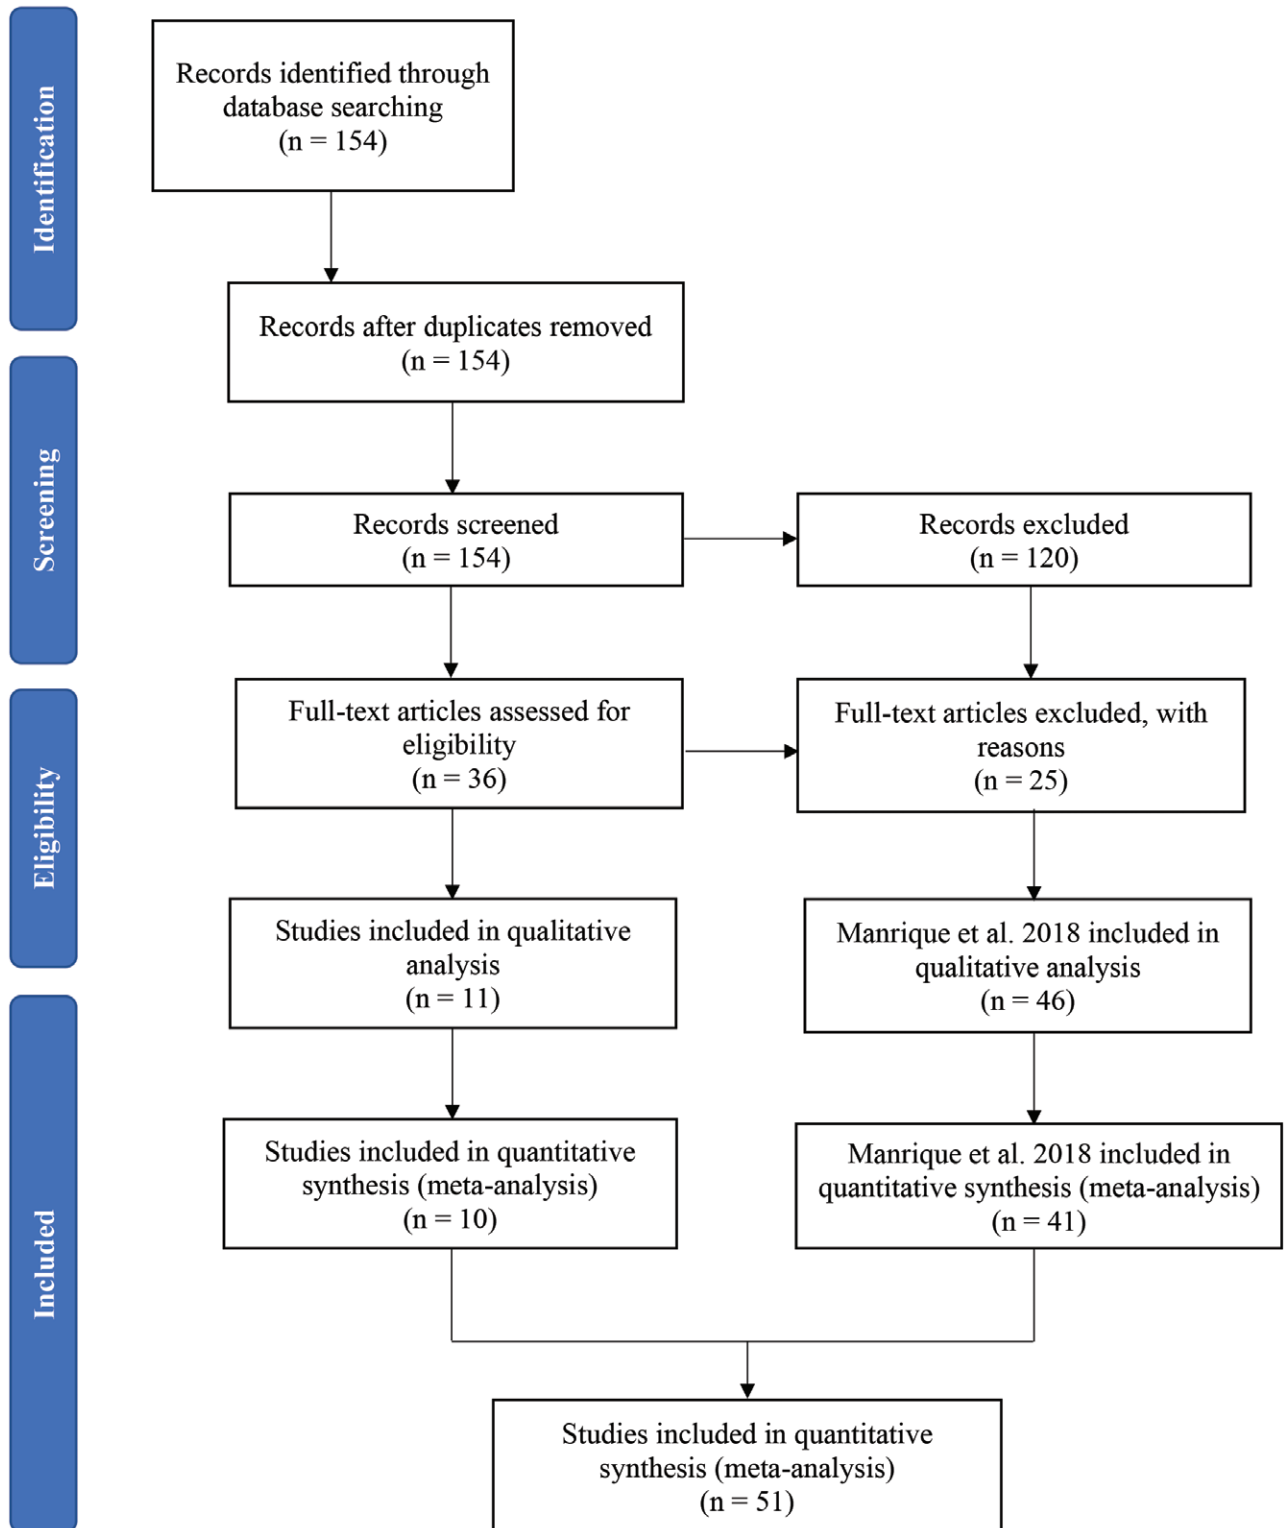 Identification
Records identified through
database searching
(n = 154)
Records after duplicates removed
(n = 154)
Screening
Records screened
(n = 154)
Records excluded
(n = 120)
Eligibility
Full-text articles assessed for
eligibility
(n = 36)
Full-text articles excluded, with
reasons
(n = 25)
Studies included in qualitative
analysis
(n = 11)
Manrique et al. 2018 included in
qualitative analysis
(n = 46)
Included
Studies included in quantitative
synthesis (meta-analysis)
(n = 10)
Manrique et al. 2018 included in
quantitative synthesis (meta-analysis)
(n = 41)
Studies included in quantitative
synthesis (meta-analysis)
(n = 51)